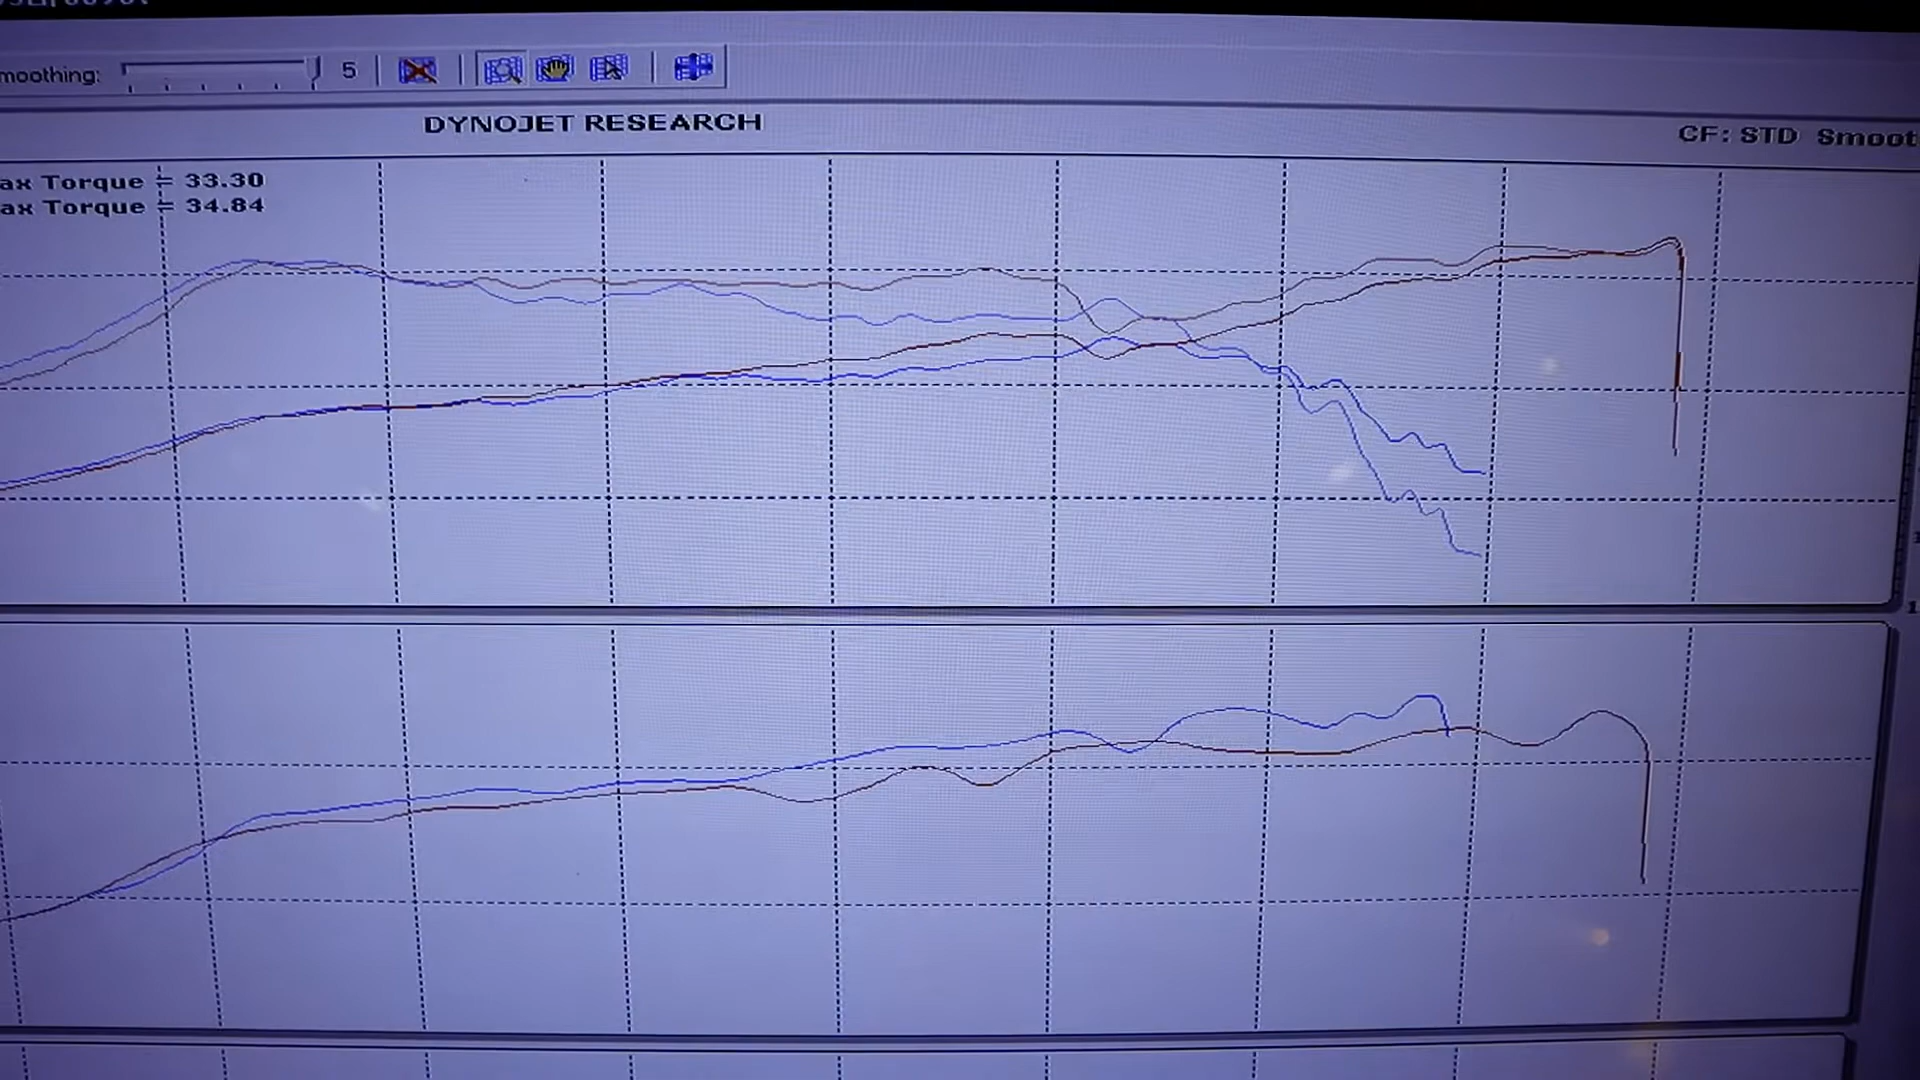 moothing: 5
DYNOJET RESEARCH
CF: STD Smoot
ax Torque = 33.30
ax Torque = 34.84